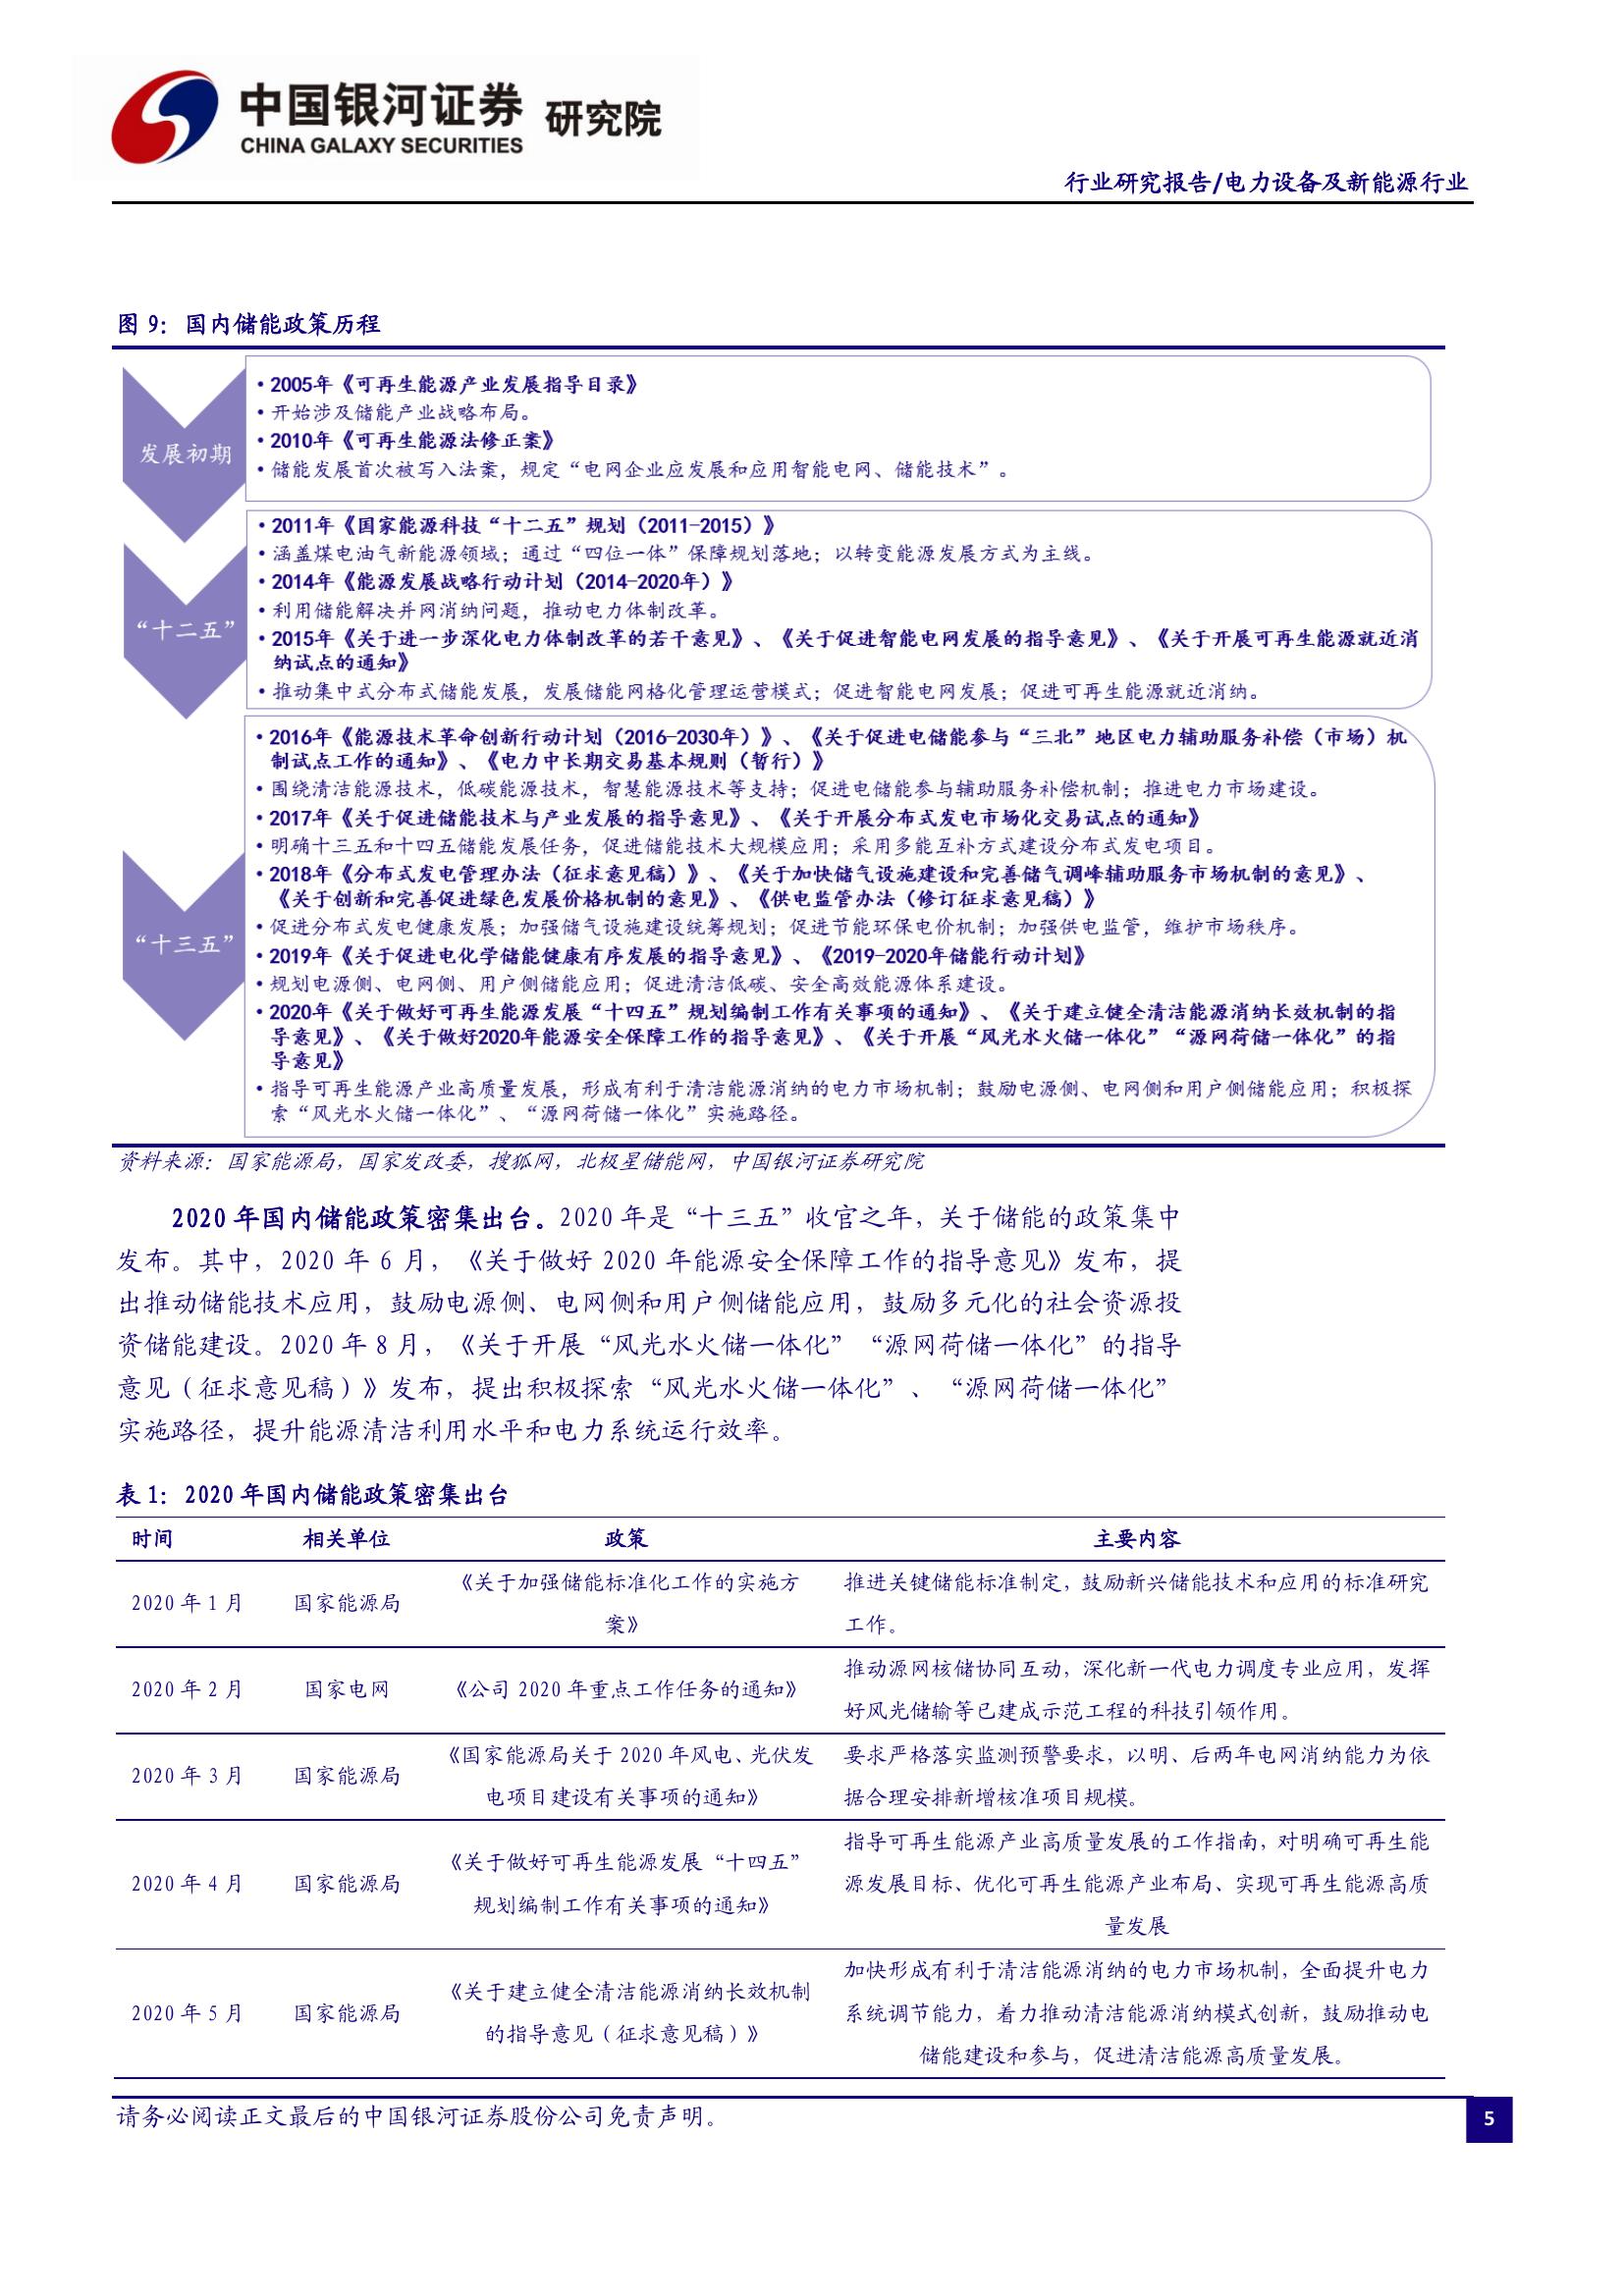 中国银河证券 研究院
CHINA GALAXY SECURITIES
行业研究报告/电力设备及新能源行业
图 9：国内储能政策历程
发展初期
• 2005年《可再生能源产业发展指导目录》
• 开始涉及储能产业战略布局。
• 2010年《可再生能源法修正案》
• 储能发展首次被写入法案，规定“电网企业应发展和应用智能电网、储能技术”。
“十二五”
• 2011年《国家能源科技“十二五”规划（2011-2015）》
• 涵盖煤电油气新能源领域；通过“四位一体”保障规划落地；以转变能源发展方式为主线。
• 2014年《能源发展战略行动计划（2014-2020年）》
• 利用储能解决并网消纳问题，推动电力体制改革。
• 2015年《关于进一步深化电力体制改革的若干意见》、《关于促进智能电网发展的指导意见》、《关于开展可再生能源就近消
纳试点的通知》
• 推动集中式分布式储能发展，发展储能网格化管理运营模式；促进智能电网发展；促进可再生能源就近消纳。
“十三五”
• 2016年《能源技术革命创新行动计划（2016-2030年）》、《关于促进电储能参与“三北”地区电力辅助服务补偿（市场）机
制试点工作的通知》、《电力中长期交易基本规则（暂行）》
• 围绕清洁能源技术，低碳能源技术，智慧能源技术等支持；促进电储能参与辅助服务补偿机制；推进电力市场建设。
• 2017年《关于促进储能技术与产业发展的指导意见》、《关于开展分布式发电市场化交易试点的通知》
• 明确十三五和十四五储能发展任务，促进储能技术大规模应用；采用多能互补方式建设分布式发电项目。
• 2018年《分布式发电管理办法（征求意见稿）》、《关于加快储气设施建设和完善储气调峰辅助服务市场机制的意见》、
《关于创新和完善促进绿色发展价格机制的意见》、《供电监管办法（修订征求意见稿）》
• 促进分布式发电健康发展；加强储气设施建设统筹规划；促进节能环保电价机制；加强供电监管，维护市场秩序。
• 2019年《关于促进电化学储能健康有序发展的指导意见》、《2019-2020年储能行动计划》
• 规划电源侧、电网侧、用户侧储能应用；促进清洁低碳、安全高效能源体系建设。
• 2020年《关于做好可再生能源发展“十四五”规划编制工作有关事项的通知》、《关于建立健全清洁能源消纳长效机制的指
导意见》、《关于做好2020年能源安全保障工作的指导意见》、《关于开展“风光水火储一体化”“源网荷储一体化”的指
导意见》
• 指导可再生能源产业高质量发展，形成有利于清洁能源消纳的电力市场机制；鼓励电源侧、电网侧和用户侧储能应用；积极探
索“风光水火储一体化”、“源网荷储一体化”实施路径。
资料来源：国家能源局，国家发改委，搜狐网，北极星储能网，中国银河证券研究院
2020 年国内储能政策密集出台。2020 年是“十三五”收官之年，关于储能的政策集中
发布。其中，2020 年 6 月，《关于做好 2020 年能源安全保障工作的指导意见》发布，提
出推动储能技术应用，鼓励电源侧、电网侧和用户侧储能应用，鼓励多元化的社会资源投
资储能建设。2020 年 8 月，《关于开展“风光水火储一体化”“源网荷储一体化”的指导
意见（征求意见稿）》发布，提出积极探索“风光水火储一体化”、“源网荷储一体化”
实施路径，提升能源清洁利用水平和电力系统运行效率。
表 1：2020 年国内储能政策密集出台
时间 相关单位 政策 主要内容
2020 年 1 月 国家能源局 《关于加强储能标准化工作的实施方
案》 推进关键储能标准制定，鼓励新兴储能技术和应用的标准研究
工作。
2020 年 2 月 国家电网 《公司 2020 年重点工作任务的通知》 推动源网核储协同互动，深化新一代电力调度专业应用，发挥
好风光储输等已建成示范工程的科技引领作用。
2020 年 3 月 国家能源局 《国家能源局关于 2020 年风电、光伏发
电项目建设有关事项的通知》 要求严格落实监测预警要求，以明、后两年电网消纳能力为依
据合理安排新增核准项目规模。
2020 年 4 月 国家能源局 《关于做好可再生能源发展“十四五”
规划编制工作有关事项的通知》 指导可再生能源产业高质量发展的工作指南，对明确可再生能
源发展目标、优化可再生能源产业布局、实现可再生能源高质
量发展
2020 年 5 月 国家能源局 《关于建立健全清洁能源消纳长效机制
的指导意见（征求意见稿）》 加快形成有利于清洁能源消纳的电力市场机制，全面提升电力
系统调节能力，着力推动清洁能源消纳模式创新，鼓励推动电
储能建设和参与，促进清洁能源高质量发展。
请务必阅读正文最后的中国银河证券股份公司免责声明。
5